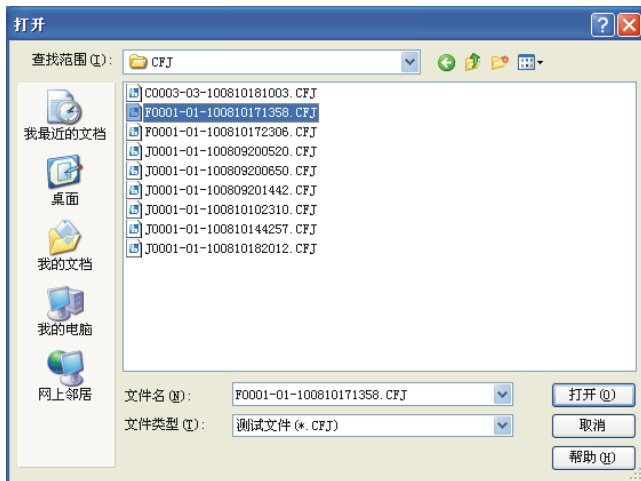 打开
查找范围(I):
CFJ
我最近的文档
桌面
我的文档
我的电脑
网上邻居
C0003-03-100810181003.CFJ
F0001-01-100810171358.CFJ
F0001-01-100810172306.CFJ
J0001-01-100809200520.CFJ
J0001-01-100809200650.CFJ
J0001-01-100809201442.CFJ
J0001-01-100810102310.CFJ
J0001-01-100810144257.CFJ
J0001-01-100810182012.CFJ
文件名(N):
F0001-01-100810171358.CFJ
打开(O)
文件类型(T):
测试文件(*.CFJ)
取消
帮助(H)